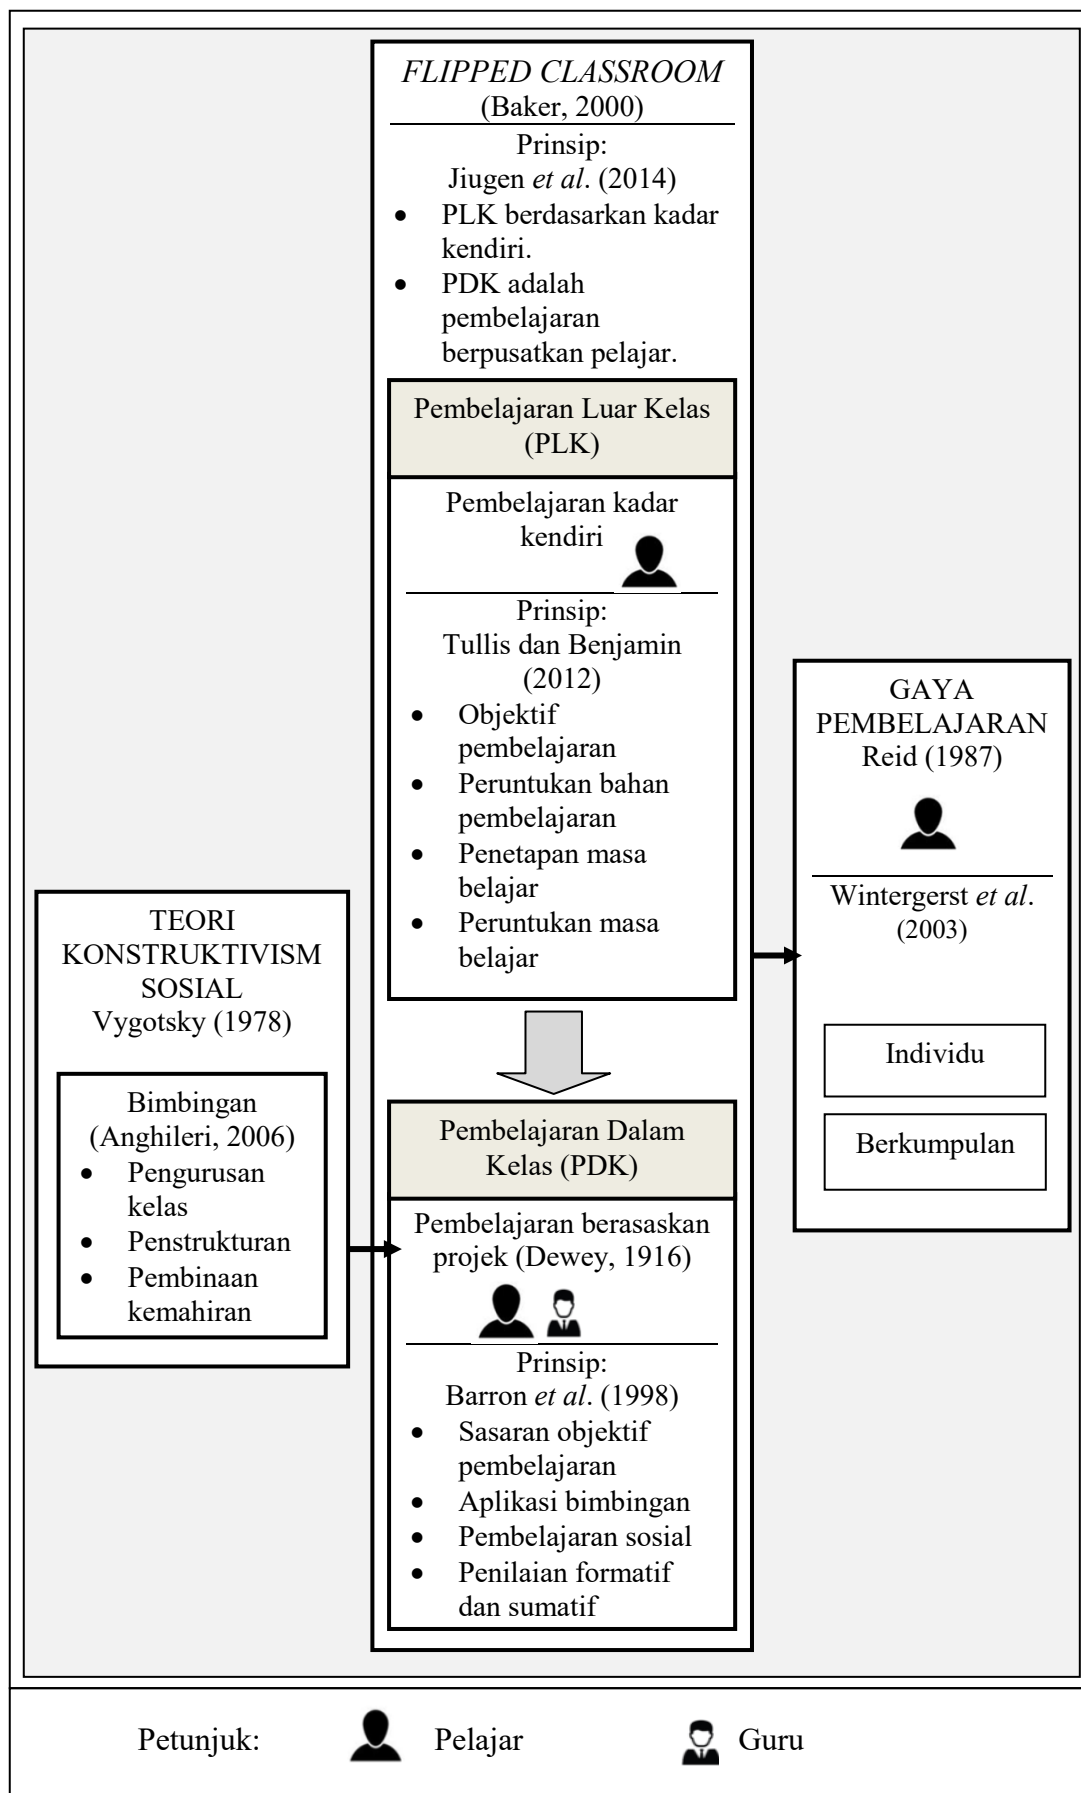 FLIPPED CLASSROOM
(Baker, 2000)
Prinsip:
Jiugen et al. (2014)
• PLK berdasarkan kadar
kendiri.
• PDK adalah
pembelajaran
berpusatkan pelajar.
Pembelajaran Luar Kelas
(PLK)
Pembelajaran kadar
kendiri
Prinsip:
Tullis dan Benjamin
(2012)
• Objektif
pembelajaran
• Peruntukan bahan
pembelajaran
• Penetapan masa
belajar
• Peruntukan masa
belajar
TEORI
KONSTRUKTIVISM
SOSIAL
Vygotsky (1978)
Bimbingan
(Anghileri, 2006)
• Pengurusan
kelas
• Penstrukturan
• Pembinaan
kemahiran
Pembelajaran Dalam
Kelas (PDK)
Pembelajaran berasaskan
projek (Dewey, 1916)
Prinsip:
Barron et al. (1998)
• Sasaran objektif
pembelajaran
• Aplikasi bimbingan
• Pembelajaran sosial
• Penilaian formatif
dan sumatif
GAYA
PEMBELAJARAN
Reid (1987)
Wintergerst et al.
(2003)
Individu
Berkumpulan
Petunjuk:
Pelajar
Guru